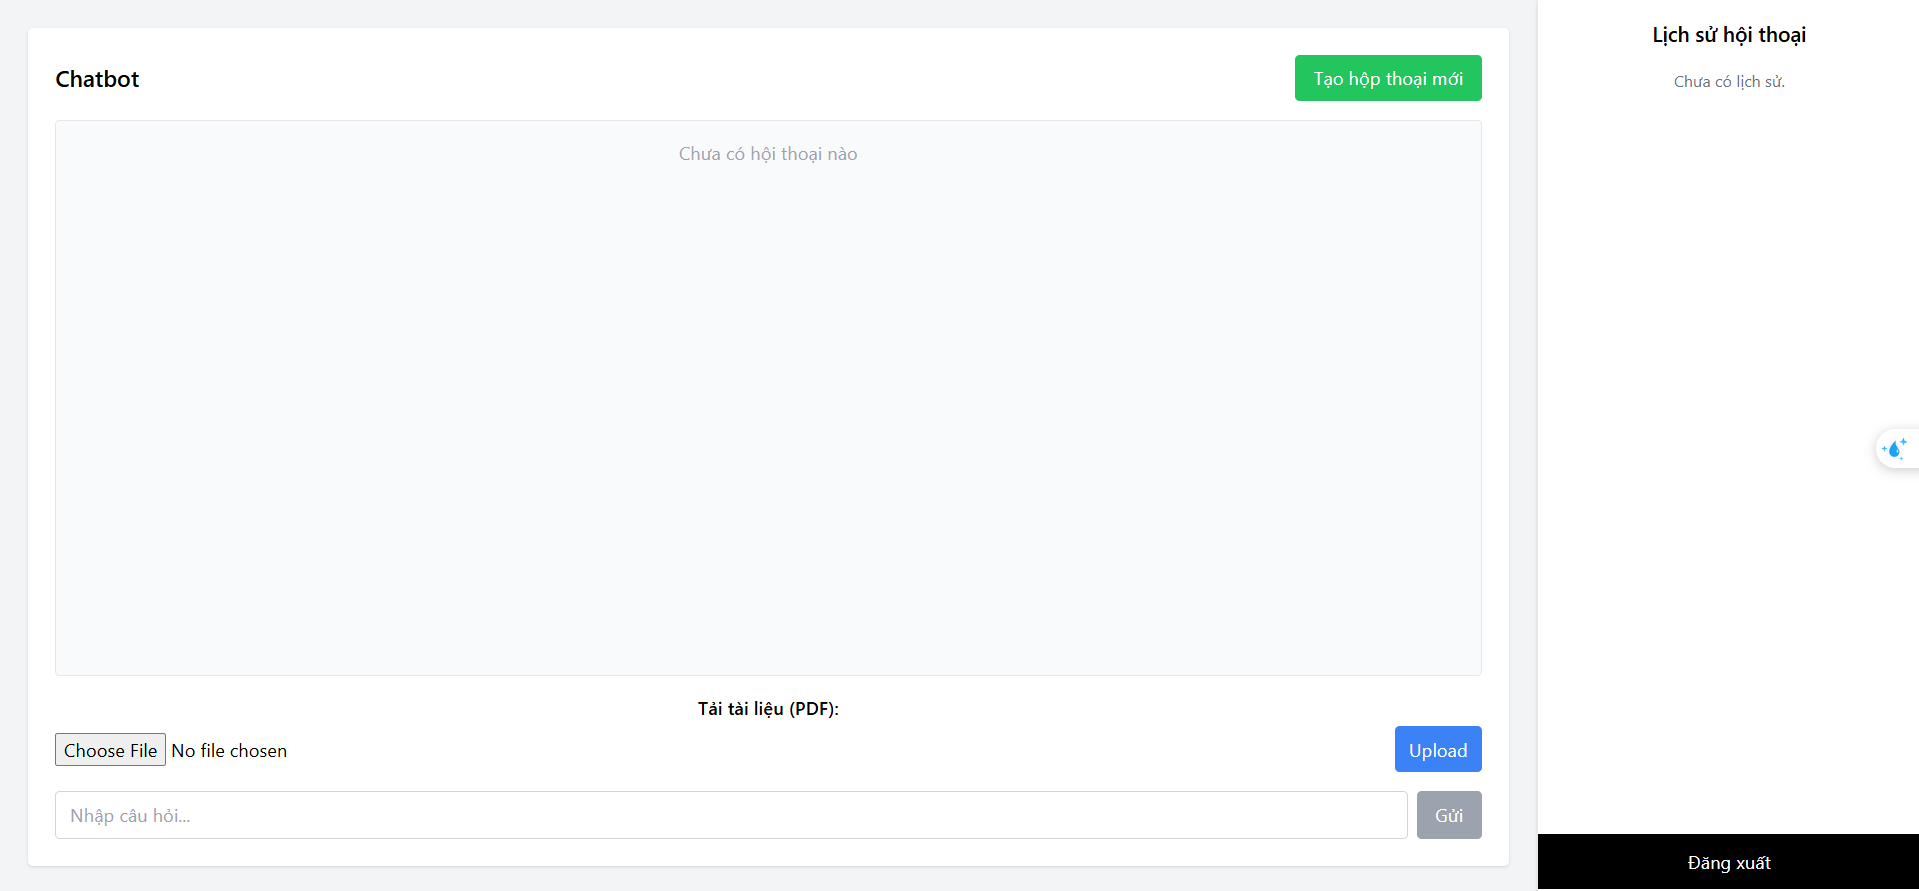 Chatbot
Tạo hộp thoại mới
Chưa có hội thoại nào
Tải tài liệu (PDF):
Choose File No file chosen
Upload
Nhập câu hỏi...
Gửi
Lịch sử hội thoại
Chưa có lịch sử.
Đăng xuất